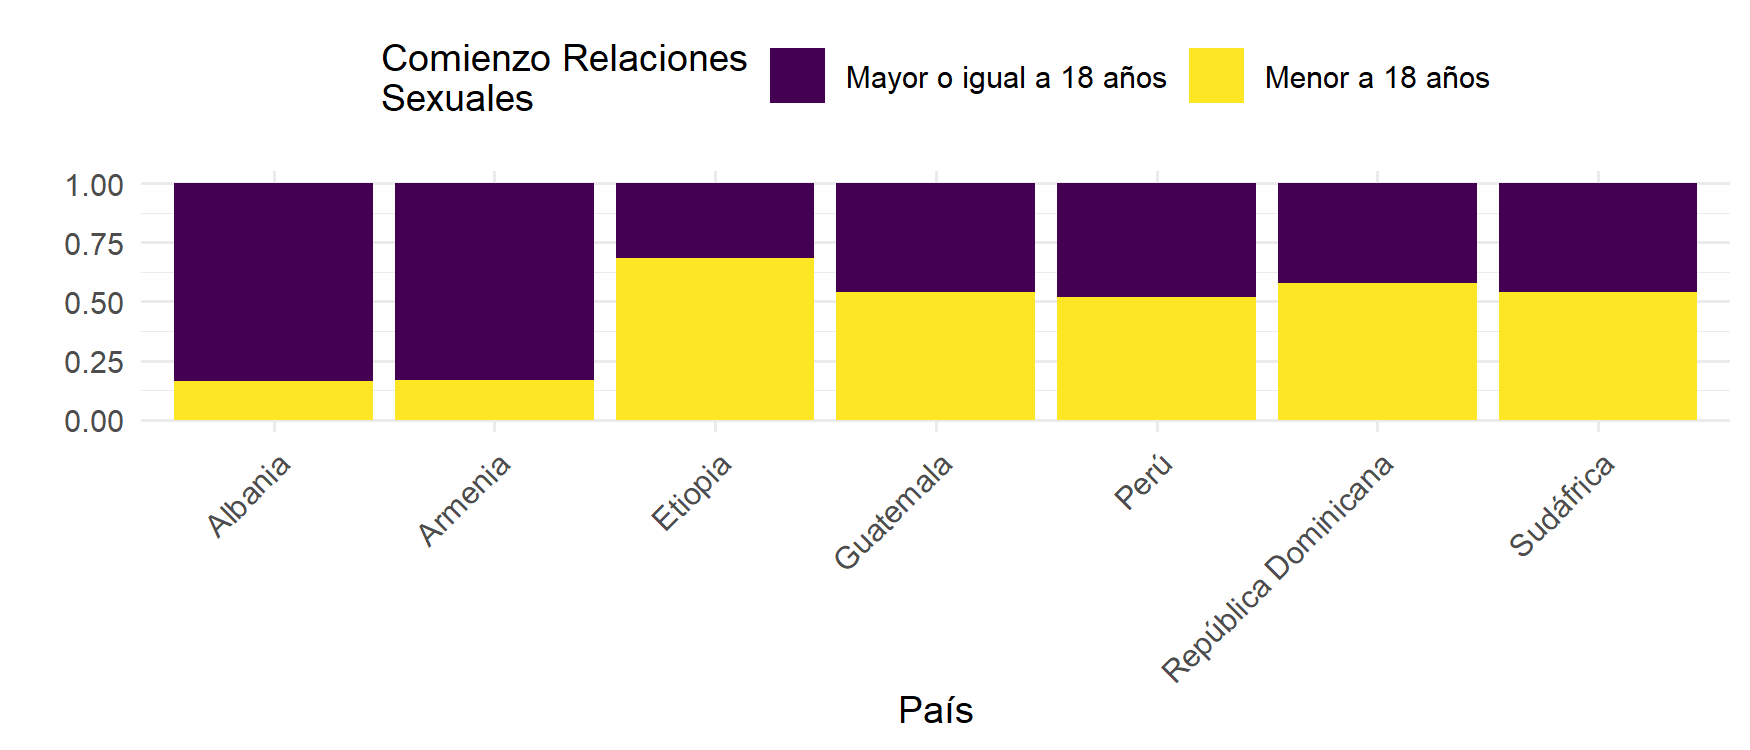 Comienzo Relaciones
Sexuales
Mayor o igual a 18 años
Menor a 18 años
1.00
0.75
0.50
0.25
0.00
Albania
Armenia
Etiopia
Guatemala
Perú
República Dominicana
Sudáfrica
País